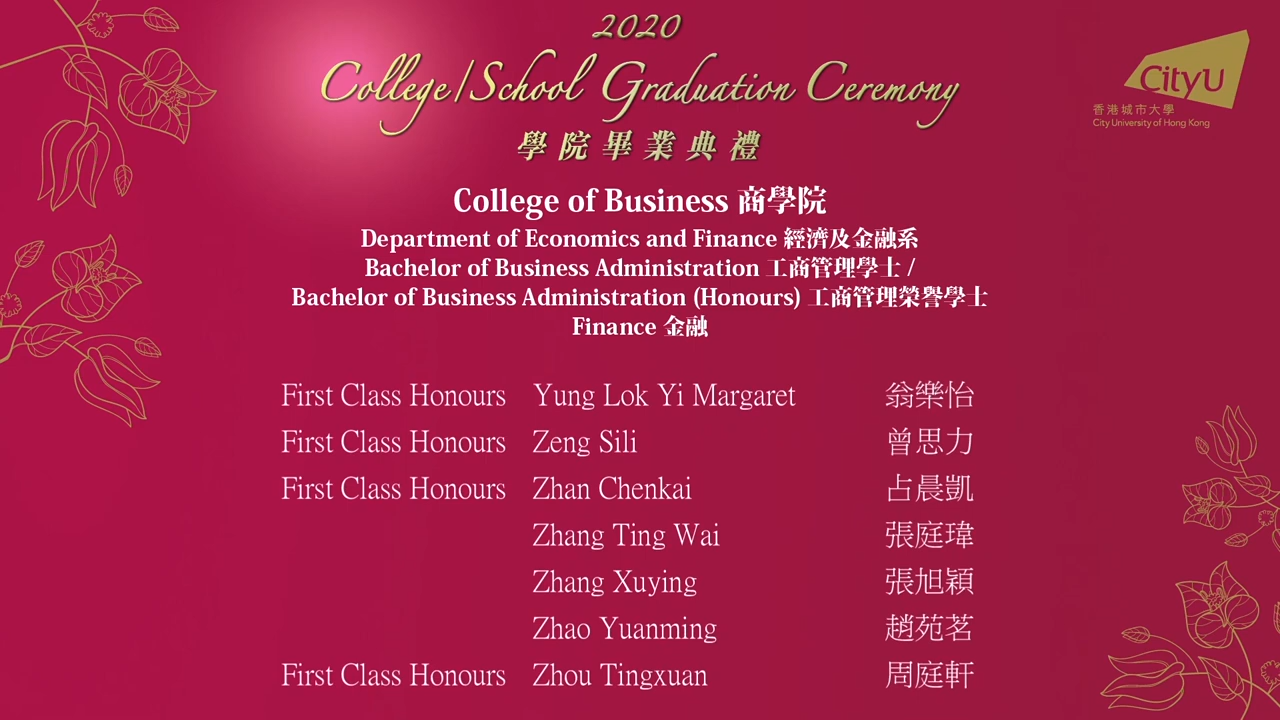 2020
College/School Graduation Ceremony
學院畢業典禮
CityU
香港城市大學
City University of Hong Kong
College of Business 商學院
Department of Economics and Finance 經濟及金融系
Bachelor of Business Administration 工商管理學士 /
Bachelor of Business Administration (Honours) 工商管理榮譽學士
Finance 金融
First Class Honours Yung Lok Yi Margaret 翁樂怡
First Class Honours Zeng Sili 曾思力
First Class Honours Zhan Chenkai 占晨凱
Zhang Ting Wai 張庭瑋
Zhang Xuying 張旭穎
Zhao Yuanming 趙苑茗
First Class Honours Zhou Tingxuan 周庭軒